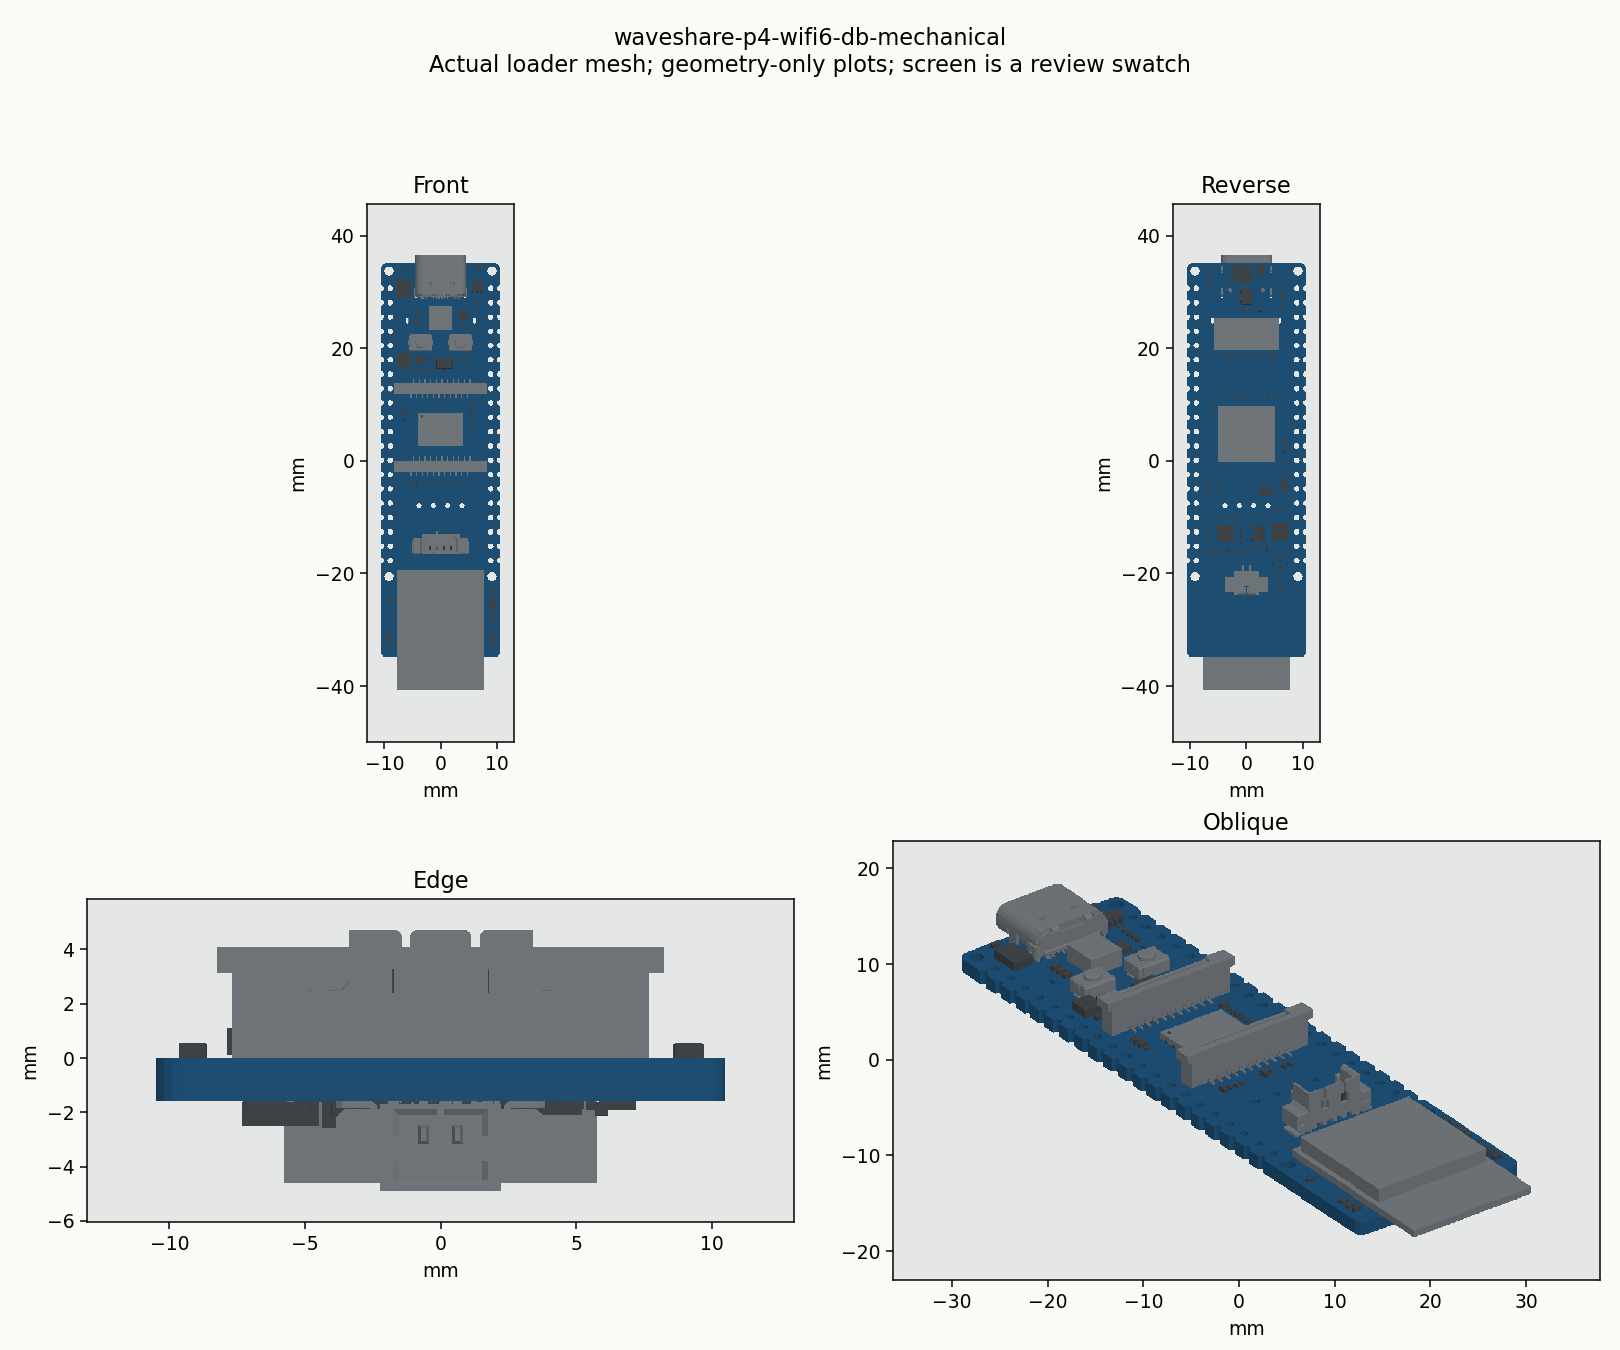 waveshare-p4-wifi6-db-mechanical
Actual loader mesh; geometry-only plots; screen is a review swatch
Front
40
20
0
−20
−40
mm
−10 0 10
mm
Reverse
40
20
0
−20
−40
mm
−10 0 10
mm
Edge
4
2
0
−2
−4
−6
mm
−10 −5 0 5 10
mm
Oblique
20
10
0
−10
−20
mm
−30 −20 −10 0 10 20 30
mm